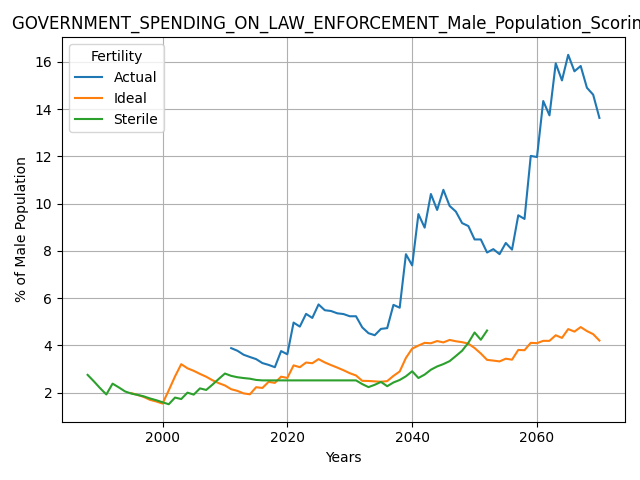 GOVERNMENT_SPENDING_ON_LAW_ENFORCEMENT_Male_Population_Scorin
Fertility
Actual
Ideal
Sterile
% of Male Population
16
14
12
10
8
6
4
2
2000 2020 2040 2060
Years